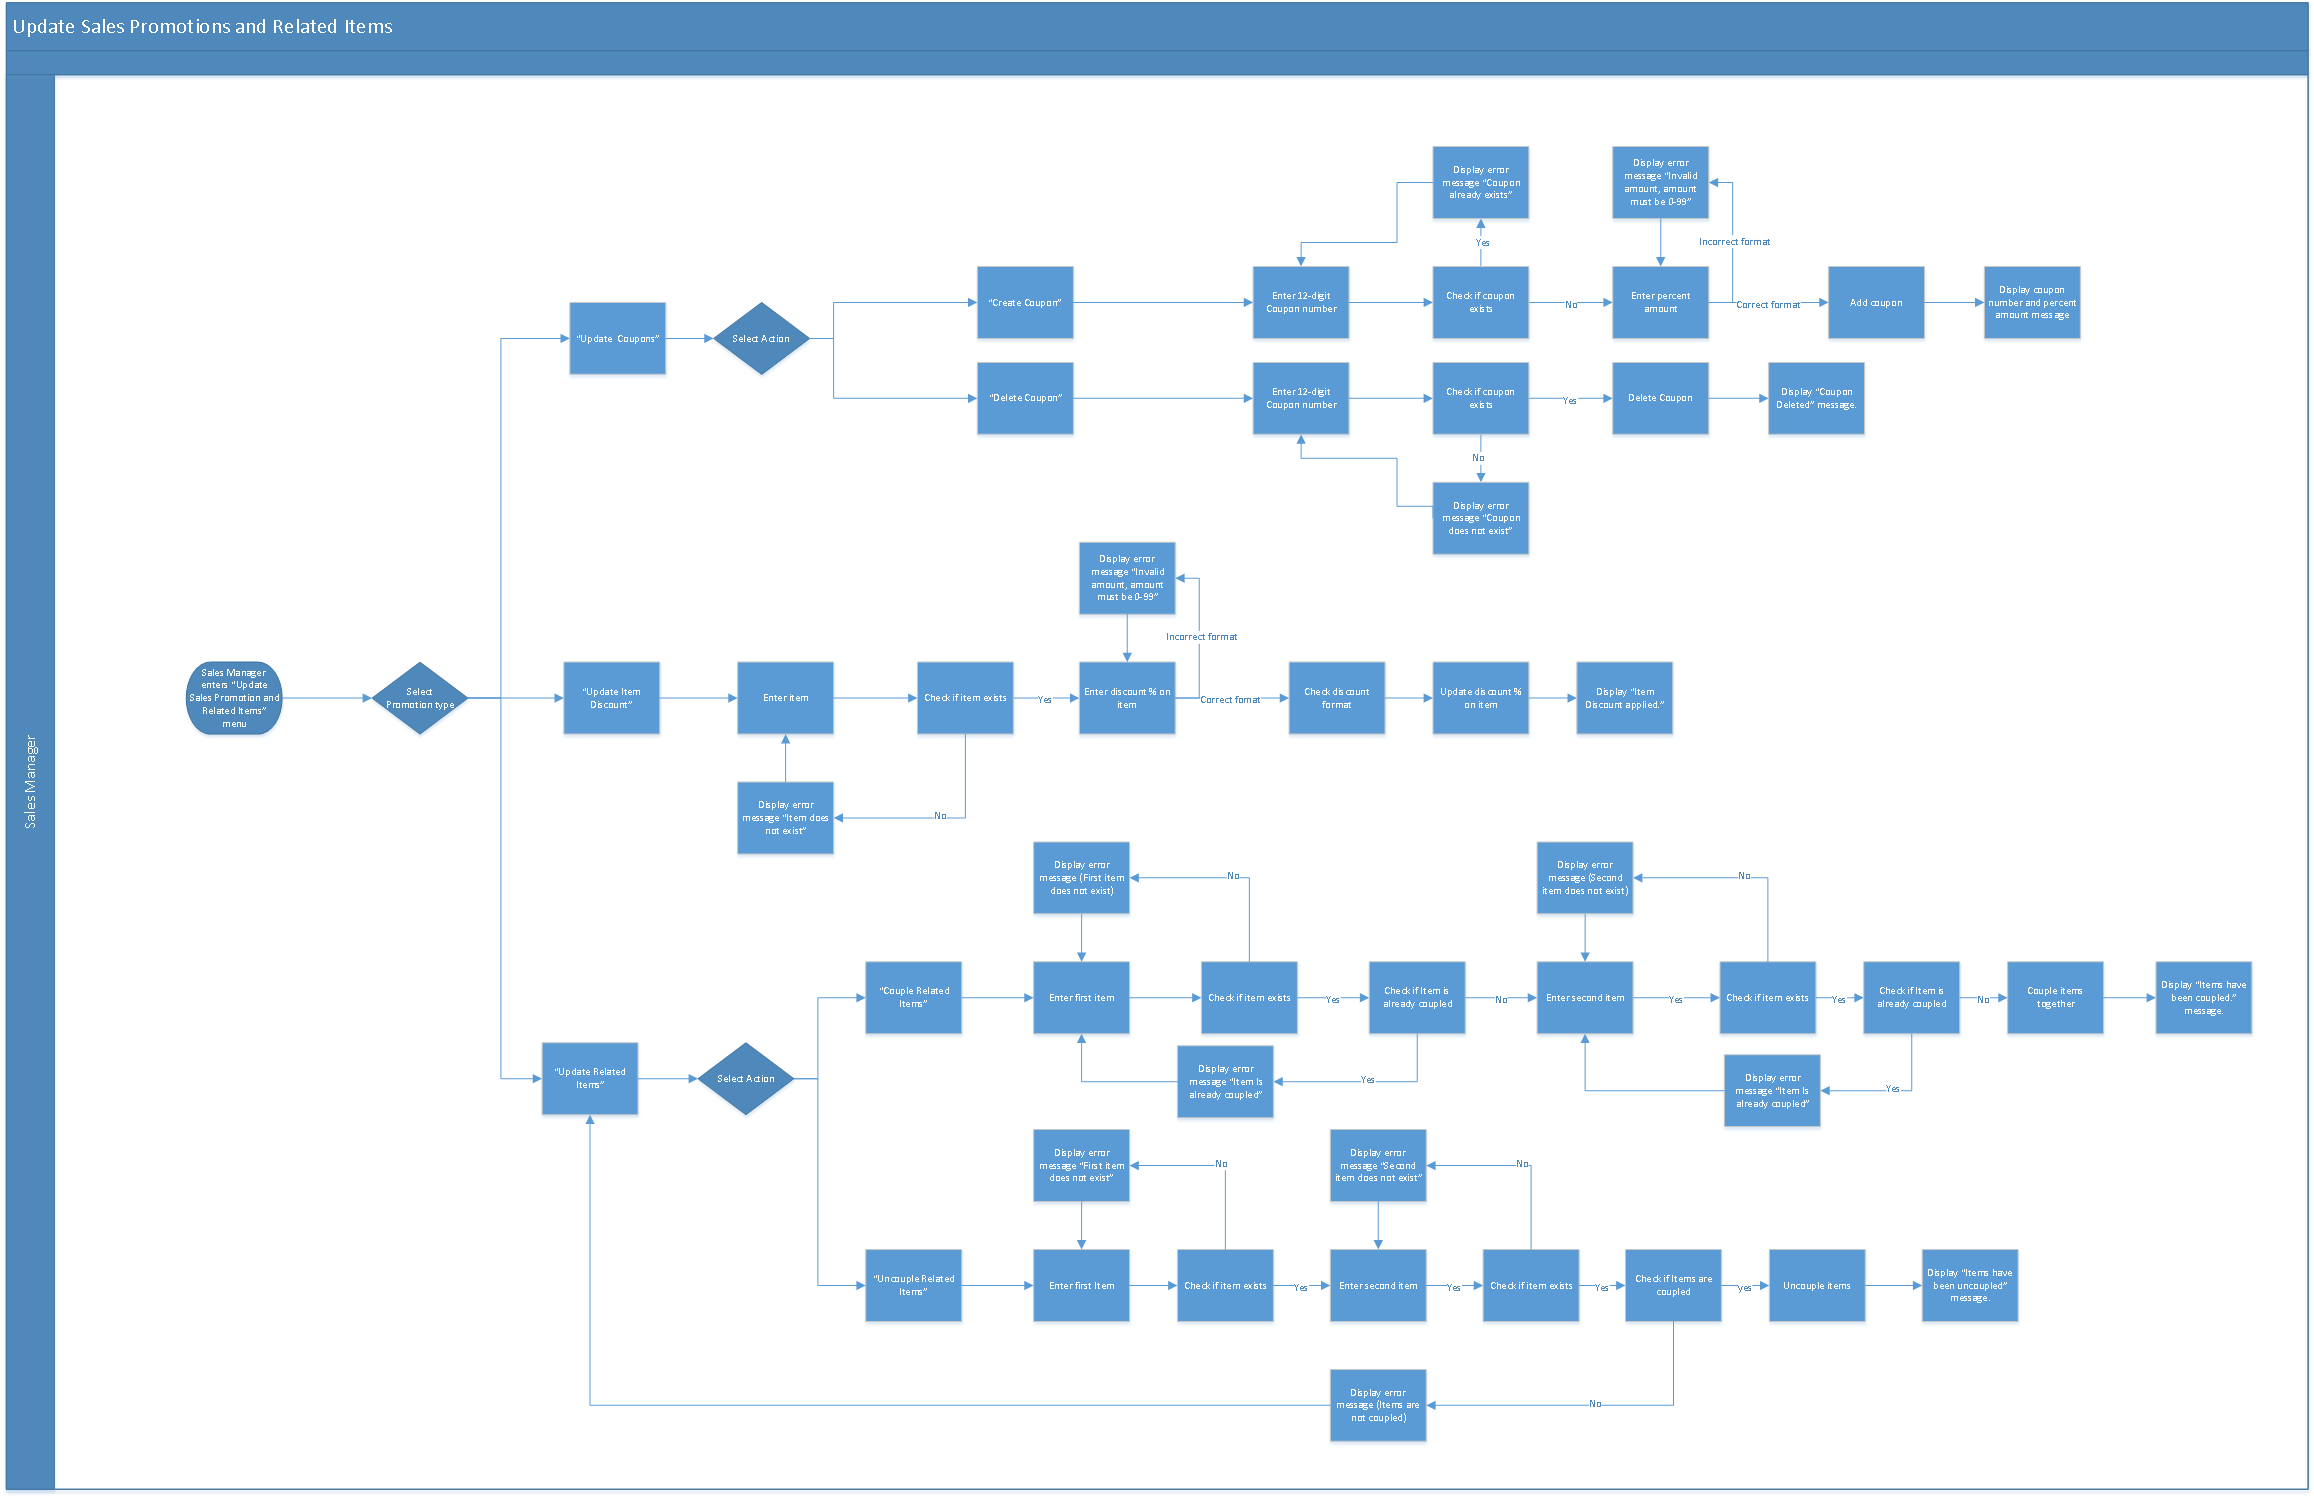 Update Sales Promotions and Related Items
Sales Manager
Display error
message “Coupon
already exists”
Display error
message “Invalid
amount, amount
must be 0-99”
Yes
Incorrect format
“Create Coupon”
Enter 12-digit
Coupon number
Check if coupon
exists
No
Enter percent
amount
Correct format
Add coupon
Display coupon
number and percent
amount message
“Update Coupons”
Select Action
“Delete Coupon”
Enter 12-digit
Coupon number
Check if coupon
exists
Yes
Delete Coupon
Display “Coupon
Deleted” message.
No
Display error
message “Coupon
does not exist”
Display error
message “Invalid
amount, amount
must be 0-99”
Incorrect format
Sales Manager
enters “Update
Sales Promotion and
Related Items”
menu
Select
Promotion type
“Update Item
Discount”
Enter item
Check if item exists
Yes
Enter discount % on
item
Correct format
Check discount
format
Update discount %
on item
Display “Item
Discount applied.”
Display error
message “Item does
not exist”
No
Display error
message (First item
does not exist)
No
Display error
message (Second
item does not exist)
No
“Couple Related
Items”
Enter first item
Check if item exists
Yes
Check if Item is
already coupled
No
Enter second item
Yes
Check if item exists
Yes
Check if Item is
already coupled
No
Couple items
together
Display “Items have
been coupled.”
message.
“Update Related
Items”
Select Action
Display error
message “Item Is
already coupled”
Yes
Display error
message “Item Is
already coupled”
Yes
Display error
message “First item
does not exist”
No
Display error
message “Second
item does not exist”
No
“Uncouple Related
Items”
Enter first Item
Check if item exists
Yes
Enter second item
Yes
Check if item exists
Yes
Check if Items are
coupled
yes
Uncouple items
Display “Items have
been uncoupled”
message.
Display error
message (Items are
not coupled)
No